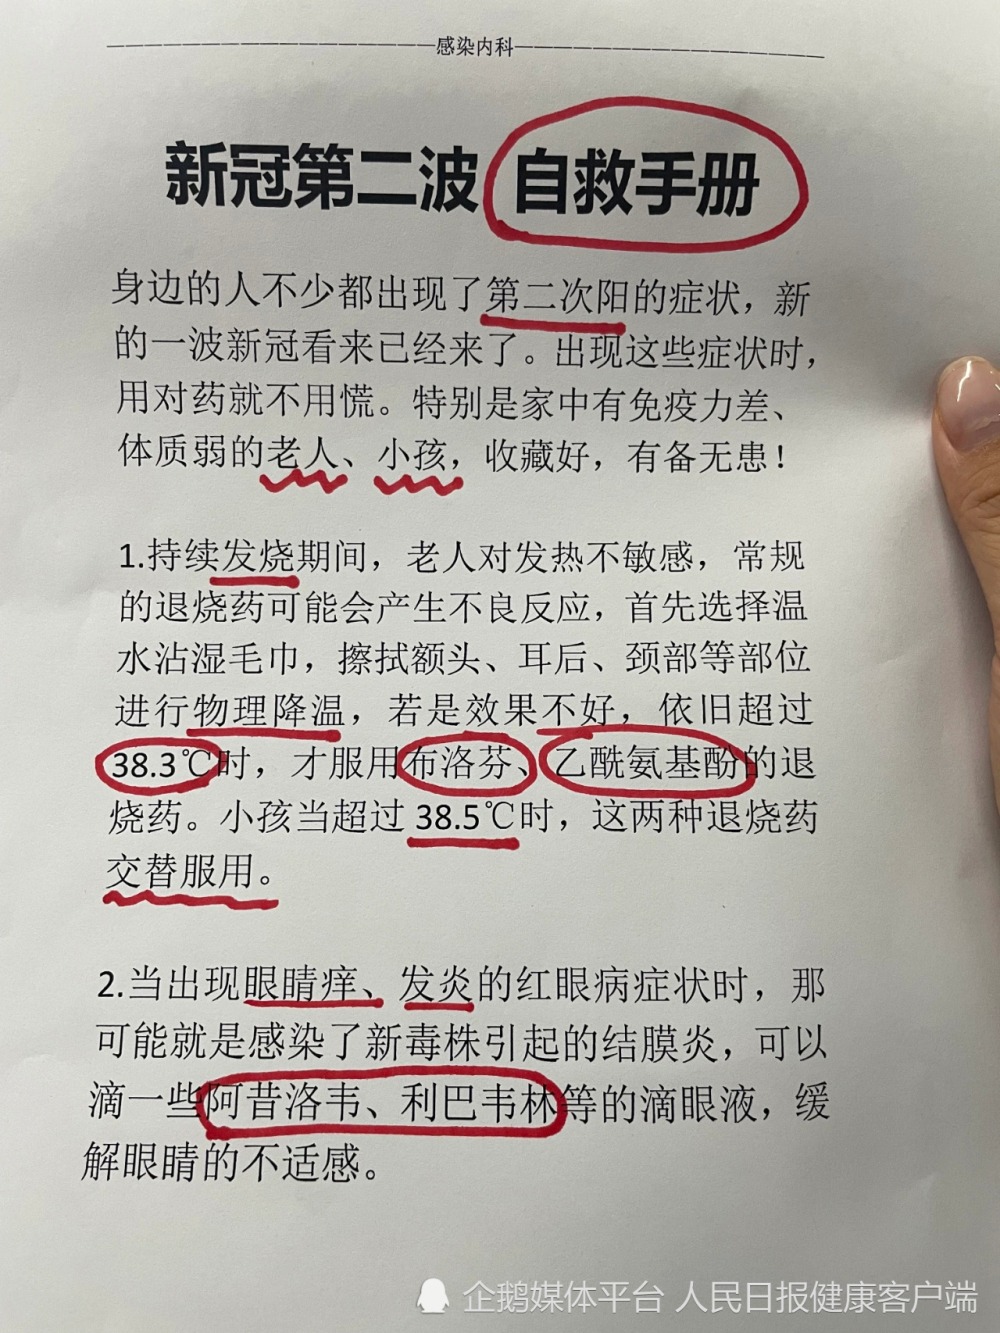 感染内科
新冠第二波 自救手册
身边的人不少都出现了第二次阳的症状，新
的一波新冠看来已经来了。出现这些症状时，
用对药就不用慌。特别是家中有免疫力差、
体质弱的老人、小孩，收藏好，有备无患！
1.持续发烧期间，老人对发热不敏感，常规
的退烧药可能会产生不良反应，首先选择温
水沾湿毛巾，擦拭额头、耳后、颈部等部位
进行物理降温，若是效果不好，依旧超过
38.3℃时，才服用布洛芬、乙酰氨基酚的退
烧药。小孩当超过 38.5℃时，这两种退烧药
交替服用。
2.当出现眼睛痒、发炎的红眼病症状时，那
可能就是感染了新毒株引起的结膜炎，可以
滴一些阿昔洛韦、利巴韦林等的滴眼液，缓
解眼睛的不适感。
企鹅媒体平台 人民日报健康客户端